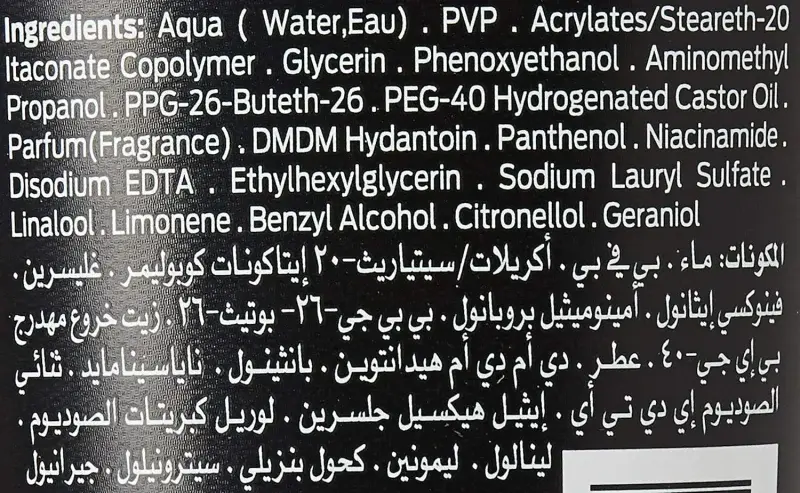 Ingredients: Aqua ( Water,Eau) . PVP . Acrylates/Steareth-20
Itaconate Copolymer . Glycerin . Phenoxyethanol . Aminomethyl
Propanol . PPG-26-Buteth-26 . PEG-40 Hydrogenated Castor Oil .
Parfum(Fragrance) . DMDM Hydantoin . Panthenol . Niacinamide .
Disodium EDTA . Ethylhexylglycerin . Sodium Lauryl Sulfate .
Linalool . Limonene . Benzyl Alcohol . Citronellol . Geraniol
المكونات: ماء . بي في بي . أكريلات/سيتياريث-٢٠ إيتاكونات كوبوليمر . غليسرين .
فينوكسي إيثانول . أمينوميثيل بروبانول . بي بي جي-٢٦- بوتيث-٢٦ . زيت خروع مهدرج
بي إي جي-٤٠ . عطر . دي أم دي أم هيدانتوين . بانثينول . ناياسينامايد . ثنائي
الصوديوم إي دي تي أي . إيثيل هيكسيل جلسرين . لوريل كبريتات الصوديوم .
لينالول . ليمونين . كحول بنزيلي . سيترونيلول . جيرانيول